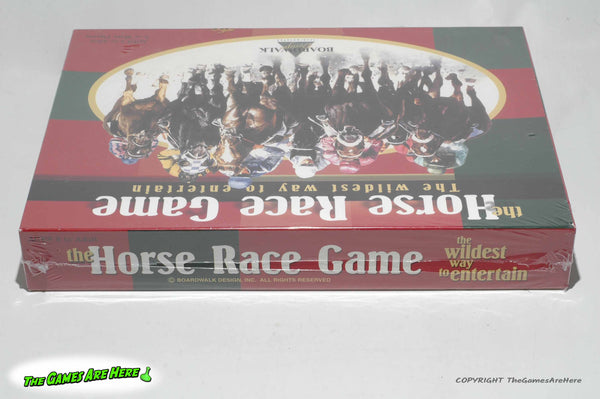 BOARDWALK
The wildest way to entertain
the Horse Race Game
the Horse Race Game
the
wildest
way
to entertain
© BOARDWALK DESIGN, INC. ALL RIGHTS RESERVED
THE GAMES ARE HERE
COPYRIGHT TheGamesAreHere